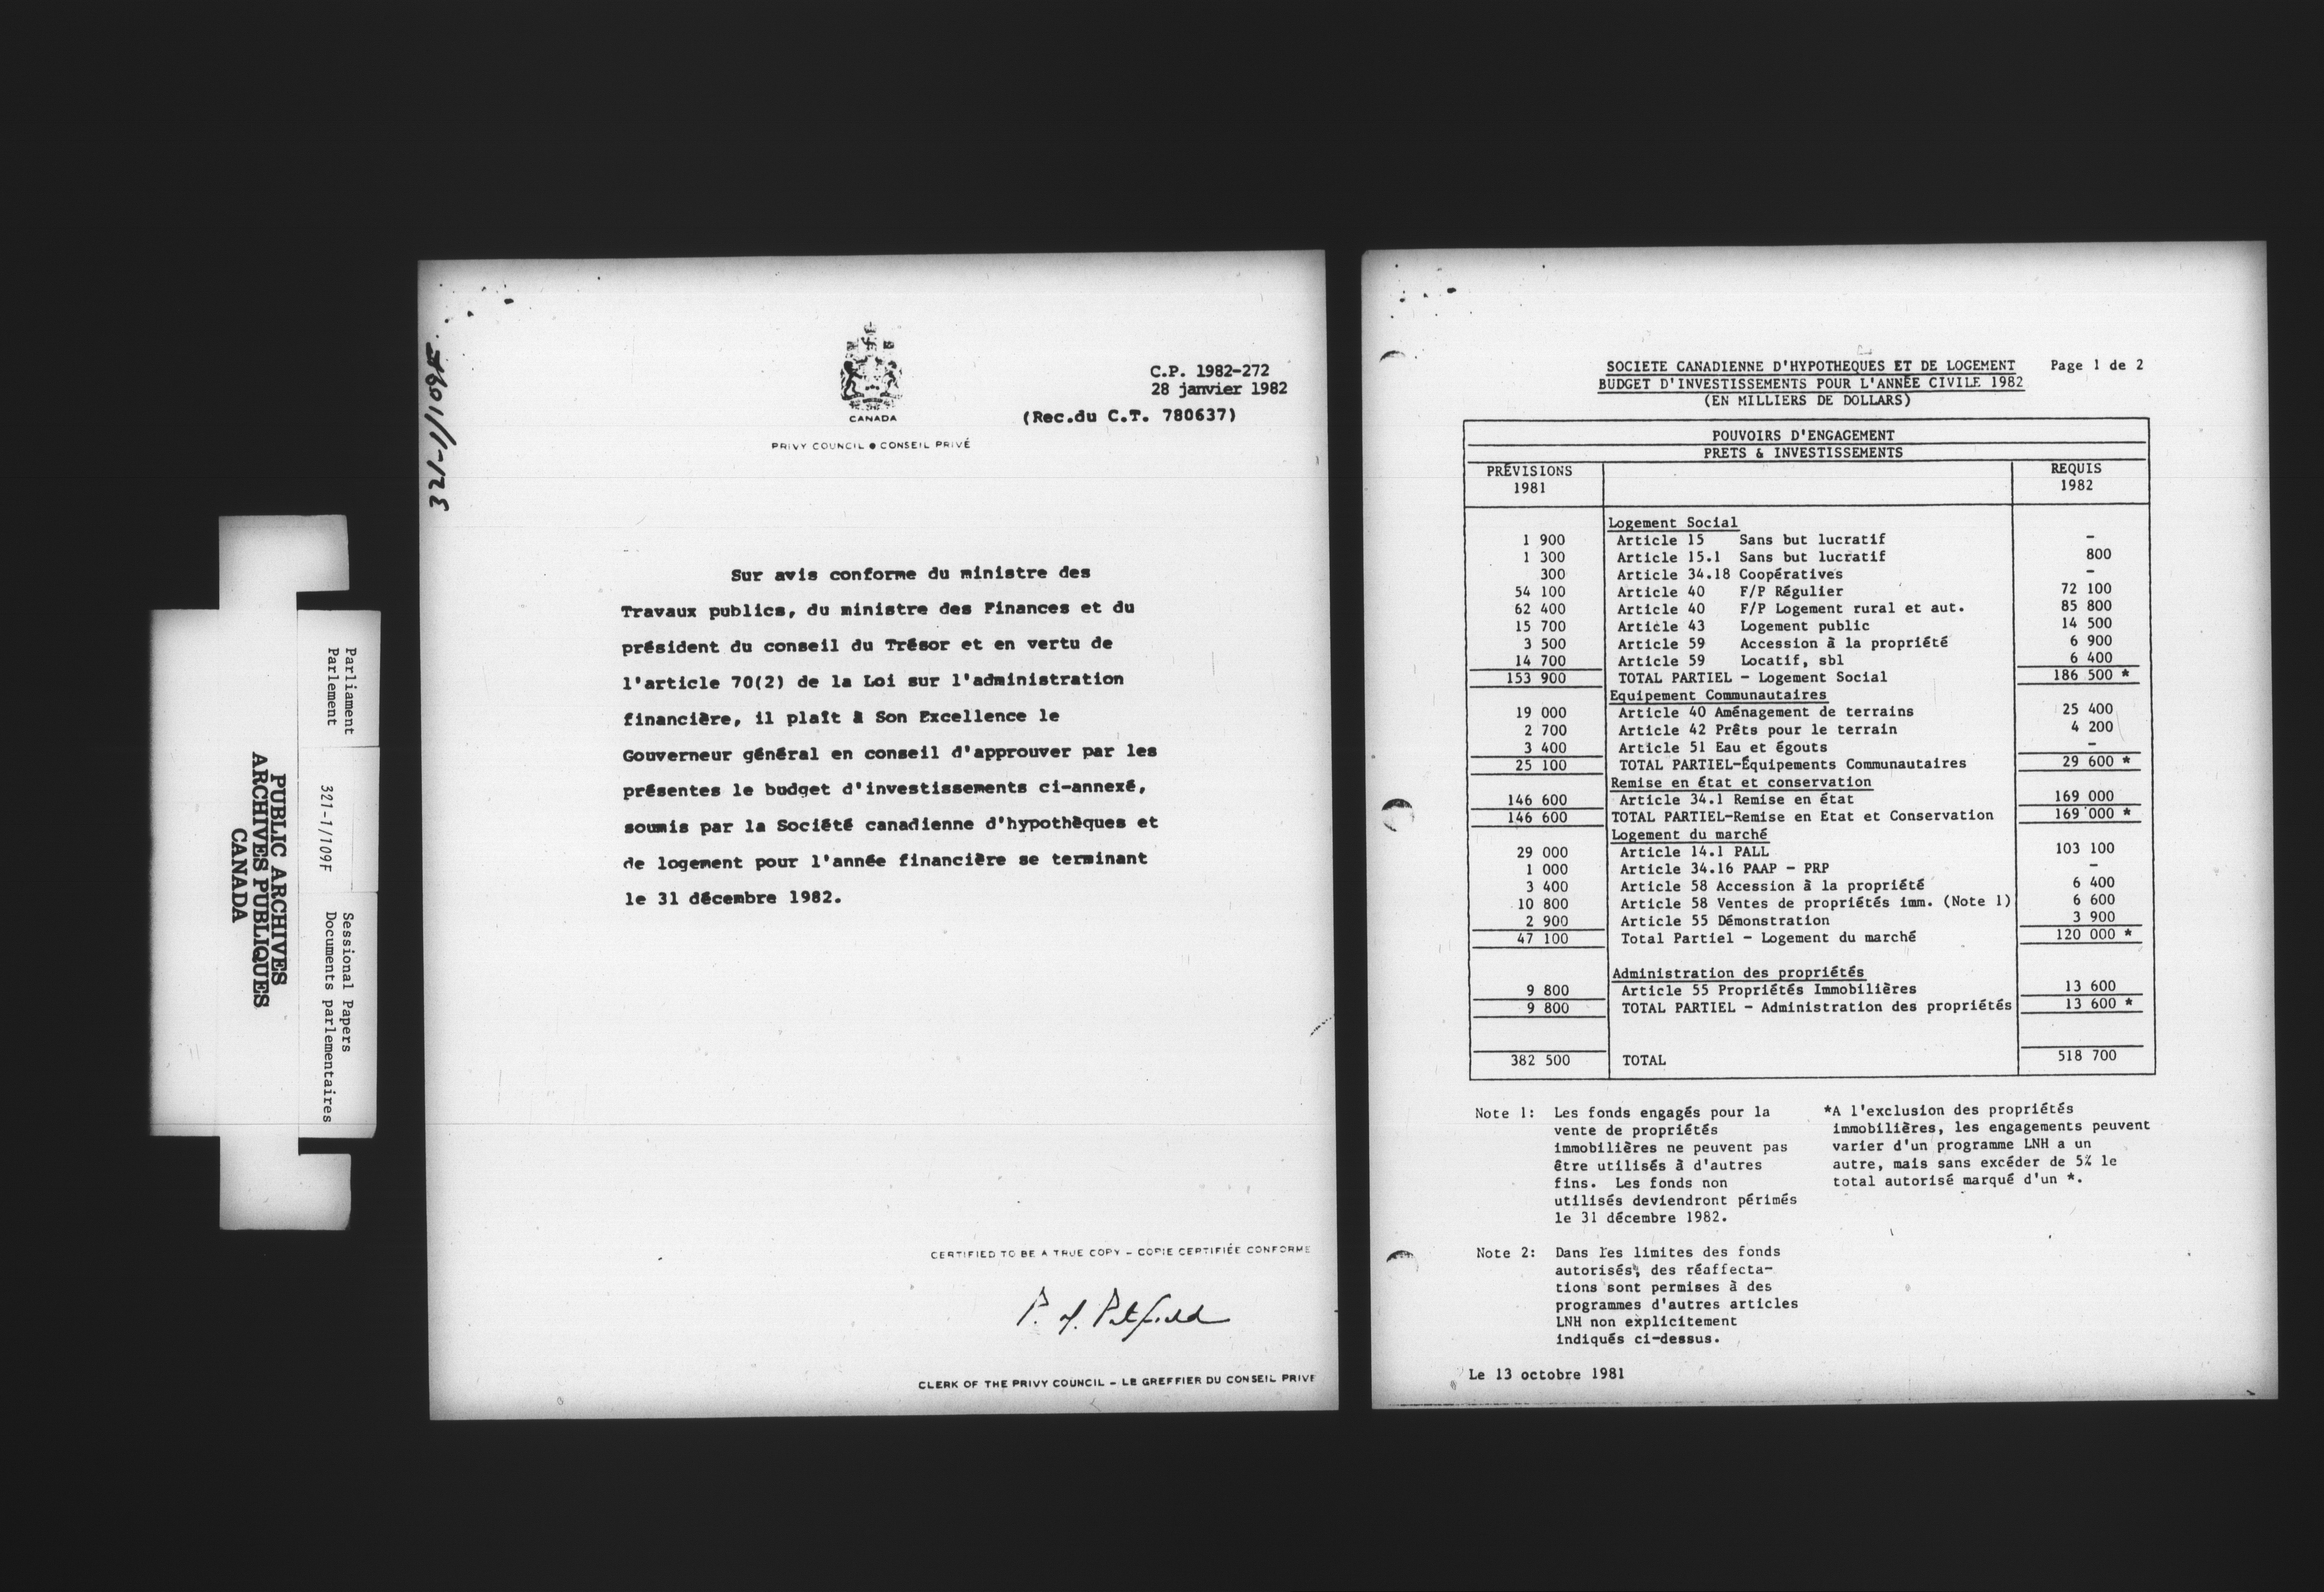 Parliament
Parlement
321-1/109F
Sessional Papers
Documents parlementaires
PUBLIC ARCHIVES
ARCHIVES PUBLIQUES
CANADA
321-1/109F
CANADA
PRIVY COUNCIL ● CONSEIL PRIVÉ
C.P. 1982-272
28 janvier 1982
(Rec.du C.T. 780637)
Sur avis conforme du ministre des
Travaux publics, du ministre des Finances et du
président du conseil du Trésor et en vertu de
l'article 70(2) de la Loi sur l'administration
financière, il plaît à Son Excellence le
Gouverneur général en conseil d'approuver par les
présentes le budget d'investissements ci-annexé,
soumis par la Société canadienne d'hypothèques et
de logement pour l'année financière se terminant
le 31 décembre 1982.
CERTIFIED TO BE A TRUE COPY - COPIE CERTIFIÉE CONFORME
P. M. Pitfield
CLERK OF THE PRIVY COUNCIL - LE GREFFIER DU CONSEIL PRIVÉ
SOCIETE CANADIENNE D'HYPOTHEQUES ET DE LOGEMENT Page 1 de 2
BUDGET D'INVESTISSEMENTS POUR L'ANNÉE CIVILE 1982
(EN MILLIERS DE DOLLARS)
POUVOIRS D'ENGAGEMENT
PRETS & INVESTISSEMENTS
PRÉVISIONS REQUIS
1981 1982
Logement Social
1 900 Article 15 Sans but lucratif -
1 300 Article 15.1 Sans but lucratif 800
300 Article 34.18 Coopératives -
54 100 Article 40 F/P Régulier 72 100
62 400 Article 40 F/P Logement rural et aut. 85 800
15 700 Article 43 Logement public 14 500
3 500 Article 59 Accession à la propriété 6 900
14 700 Article 59 Locatif, sbl 6 400
153 900 TOTAL PARTIEL - Logement Social 186 500 *
Equipement Communautaires
19 000 Article 40 Aménagement de terrains 25 400
2 700 Article 42 Prêts pour le terrain 4 200
3 400 Article 51 Eau et égouts -
25 100 TOTAL PARTIEL-Équipements Communautaires 29 600 *
Remise en état et conservation
146 600 Article 34.1 Remise en état 169 000
146 600 TOTAL PARTIEL-Remise en Etat et Conservation 169 000 *
Logement du marché
29 000 Article 14.1 PALL 103 100
1 000 Article 34.16 PAAP - PRP -
3 400 Article 58 Accession à la propriété 6 400
10 800 Article 58 Ventes de propriétés imm. (Note 1) 6 600
2 900 Article 55 Démonstration 3 900
47 100 Total Partiel - Logement du marché 120 000 *
Administration des propriétés
9 800 Article 55 Propriétés Immobilières 13 600
9 800 TOTAL PARTIEL - Administration des propriétés 13 600 *
382 500 TOTAL 518 700
Note 1: Les fonds engagés pour la
vente de propriétés
immobilières ne peuvent pas
être utilisés à d'autres
fins. Les fonds non
utilisés deviendront périmés
le 31 décembre 1982.
*A l'exclusion des propriétés
immobilières, les engagements peuvent
varier d'un programme LNH a un
autre, mais sans excéder de 5% le
total autorisé marqué d'un *.
Note 2: Dans les limites des fonds
autorisés, des réaffecta-
tions sont permises à des
programmes d'autres articles
LNH non explicitement
indiqués ci-dessus.
Le 13 octobre 1981